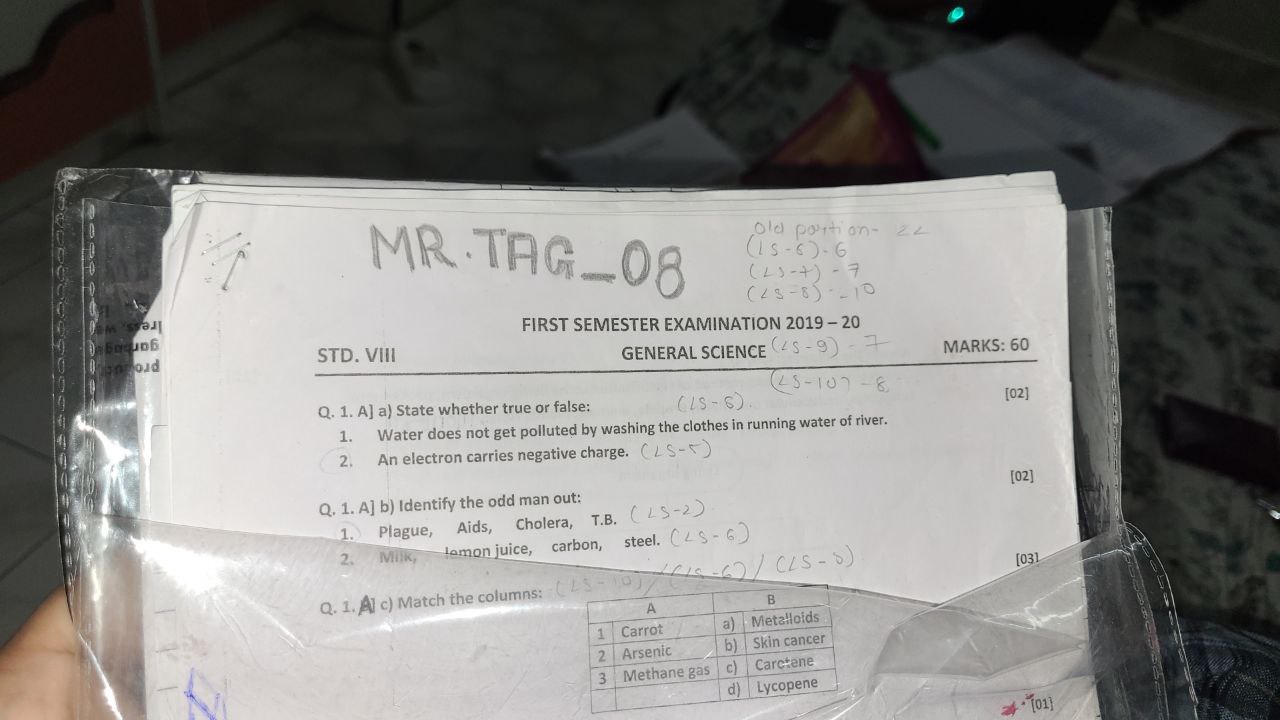 MR.TAG_08
old portion- 22
(LS-6)-6
(LS-7)-7
(LS-8)-10
FIRST SEMESTER EXAMINATION 2019 – 20
STD. VIII GENERAL SCIENCE (LS-9)-7 MARKS: 60
(LS-10)-8
Q. 1. A] a) State whether true or false: (LS-8). [02]
1. Water does not get polluted by washing the clothes in running water of river.
2. An electron carries negative charge. (LS-5)
Q. 1. A] b) Identify the odd man out: [02]
1. Plague, Aids, Cholera, T.B. (LS-2)
2. Milk, lemon juice, carbon, steel. (LS-6)
Q. 1. A] c) Match the columns: (LS-10)/(LS-6)/(LS-8) [03]
A B
1 Carrot a) Metalloids
2 Arsenic b) Skin cancer
3 Methane gas c) Carotene
d) Lycopene
[01]